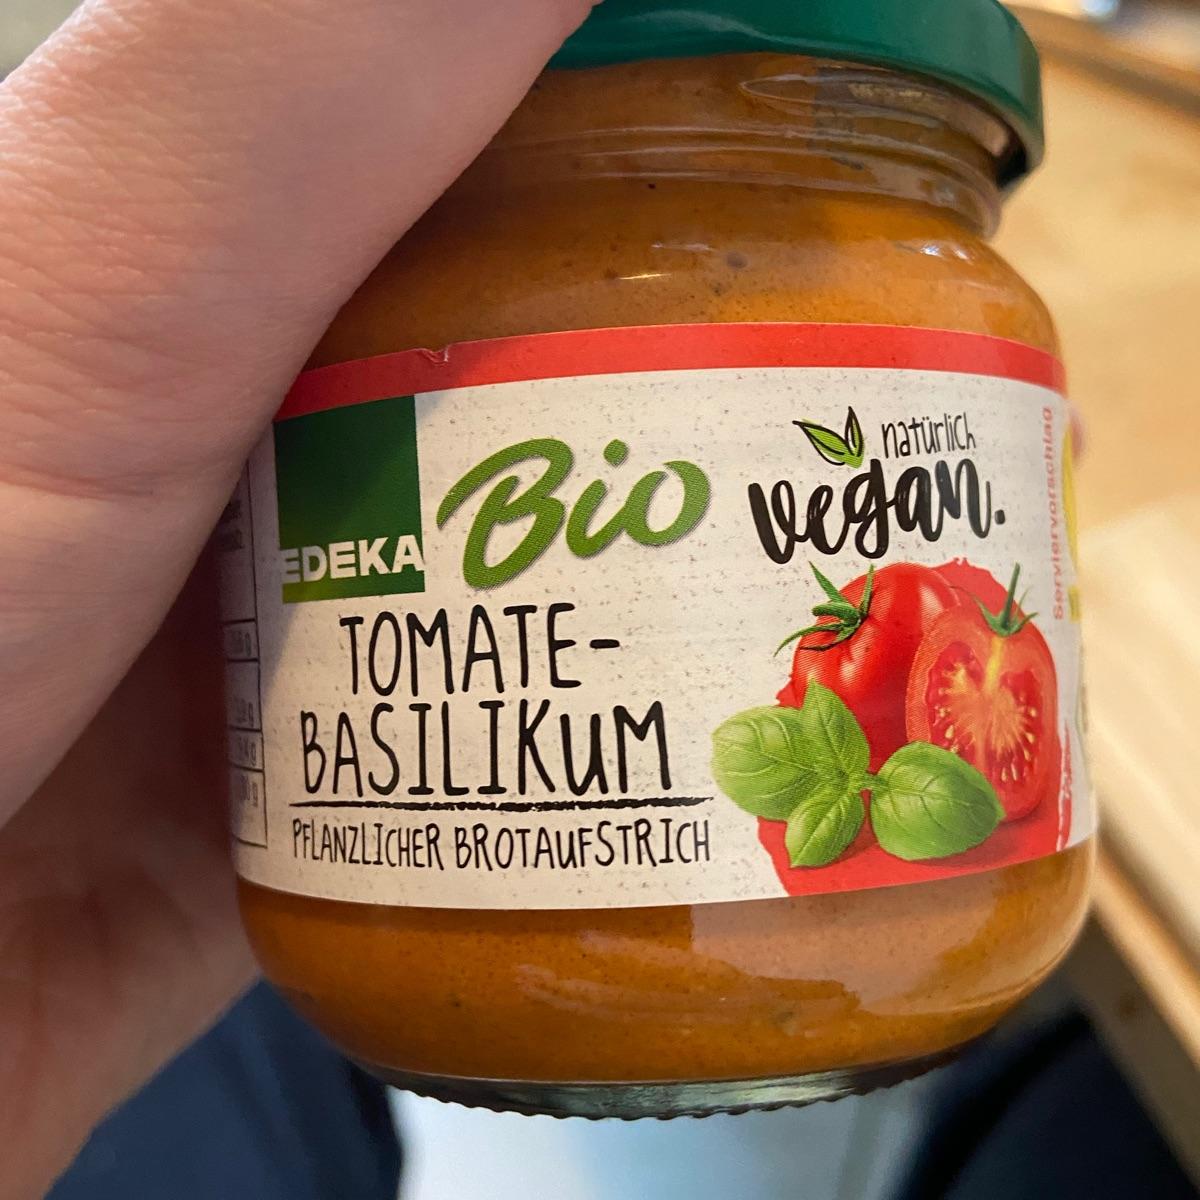 EDEKA
Bio
natürlich
vegan.
TOMATE-
BASILIKUM
PFLANZLICHER BROTAUFSTRICH
Serviervorschlag